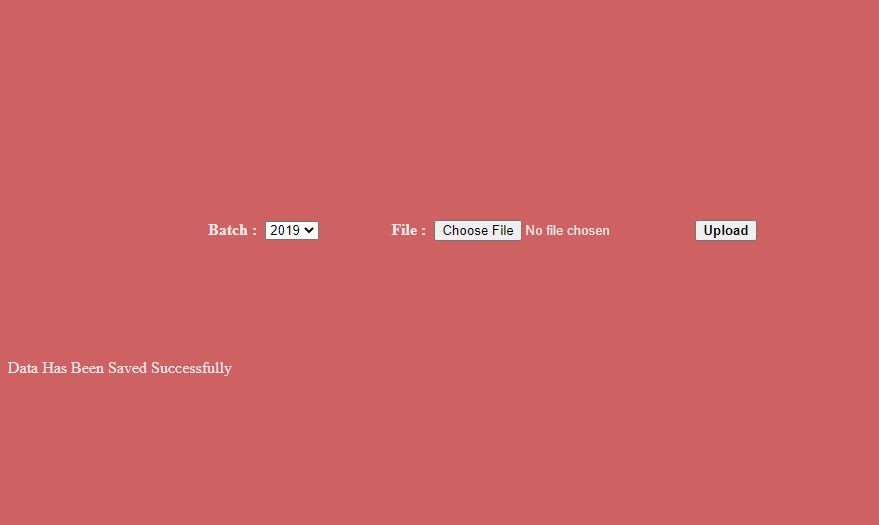 Batch : 2019 File : Choose File No file chosen Upload
Data Has Been Saved Successfully